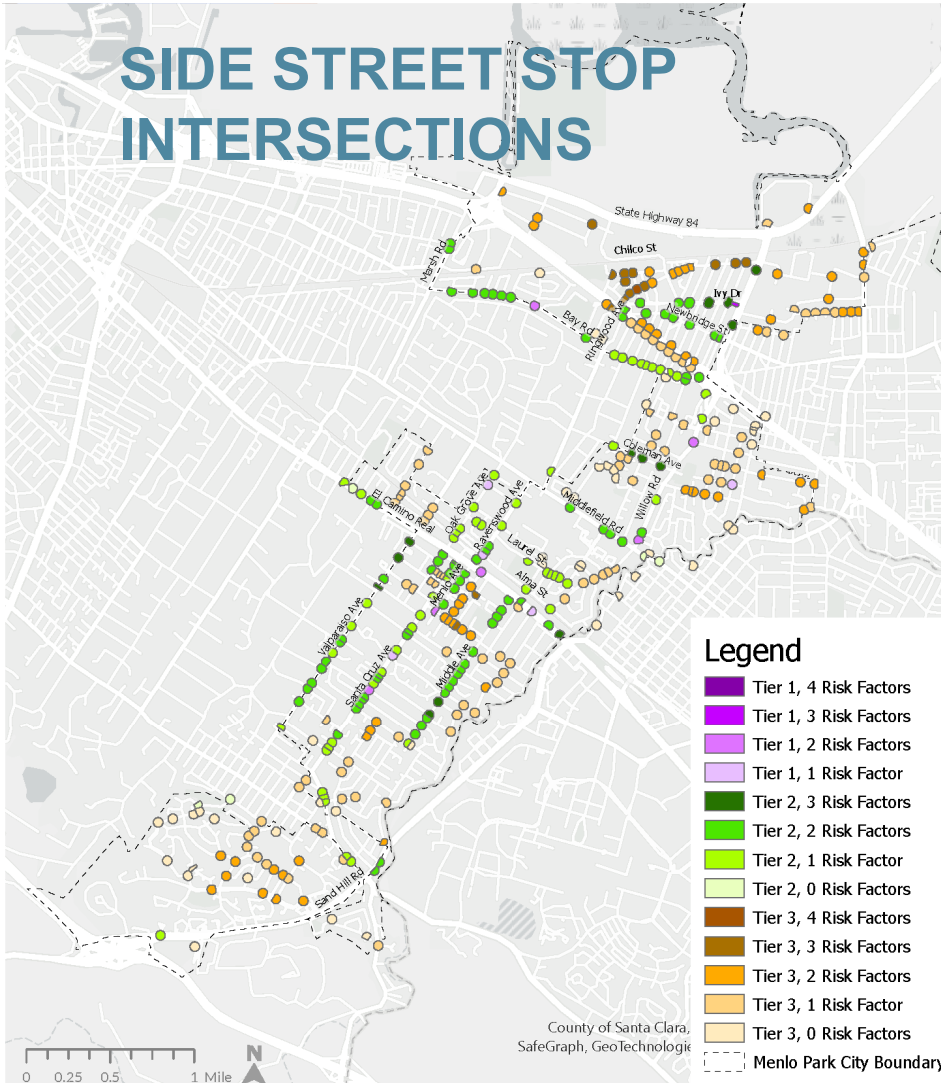 SIDE STREET STOP
INTERSECTIONS
State Highway 84
Chilco St
Marsh Rd
Ivy Dr
Newbridge St
Bay Rd
Ringwood Ave
Coleman Ave
Willow Rd
Middlefield Rd
El Camino Real
Oak Grove Ave
Ravenswood Ave
Laurel St
Alma St
Menlo Ave
Valparaiso Ave
Santa Cruz Ave
Middle Ave
Sand Hill Rd
Legend
Tier 1, 4 Risk Factors
Tier 1, 3 Risk Factors
Tier 1, 2 Risk Factors
Tier 1, 1 Risk Factor
Tier 2, 3 Risk Factors
Tier 2, 2 Risk Factors
Tier 2, 1 Risk Factor
Tier 2, 0 Risk Factors
Tier 3, 4 Risk Factors
Tier 3, 3 Risk Factors
Tier 3, 2 Risk Factors
Tier 3, 1 Risk Factor
Tier 3, 0 Risk Factors
Menlo Park City Boundary
County of Santa Clara,
SafeGraph, GeoTechnologie
N
0 0.25 0.5 1 Mile